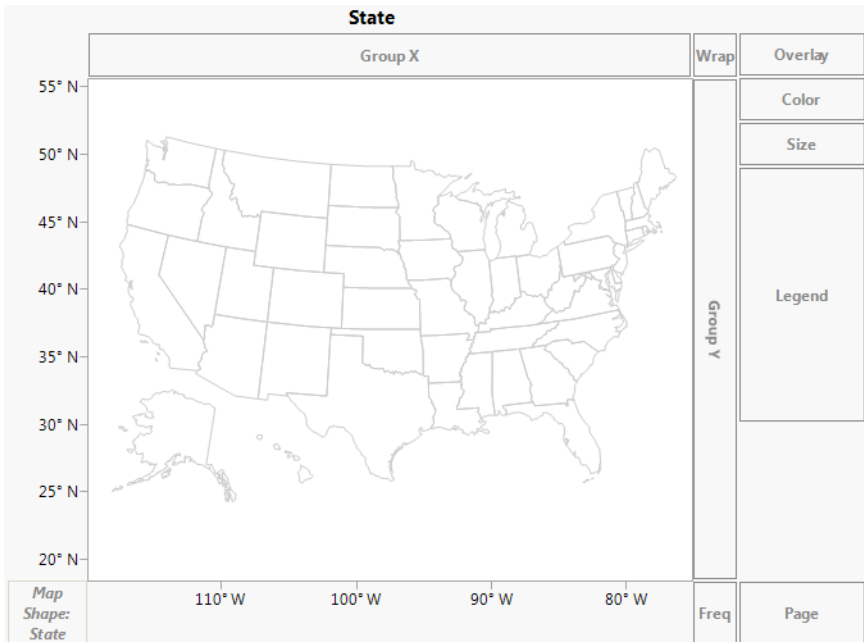 State
Group X
Wrap
Overlay
55° N
Color
50° N
Size
45° N
40° N
Legend
Group Y
35° N
30° N
25° N
20° N
Map
Shape:
State
110° W
100° W
90° W
80° W
Freq
Page